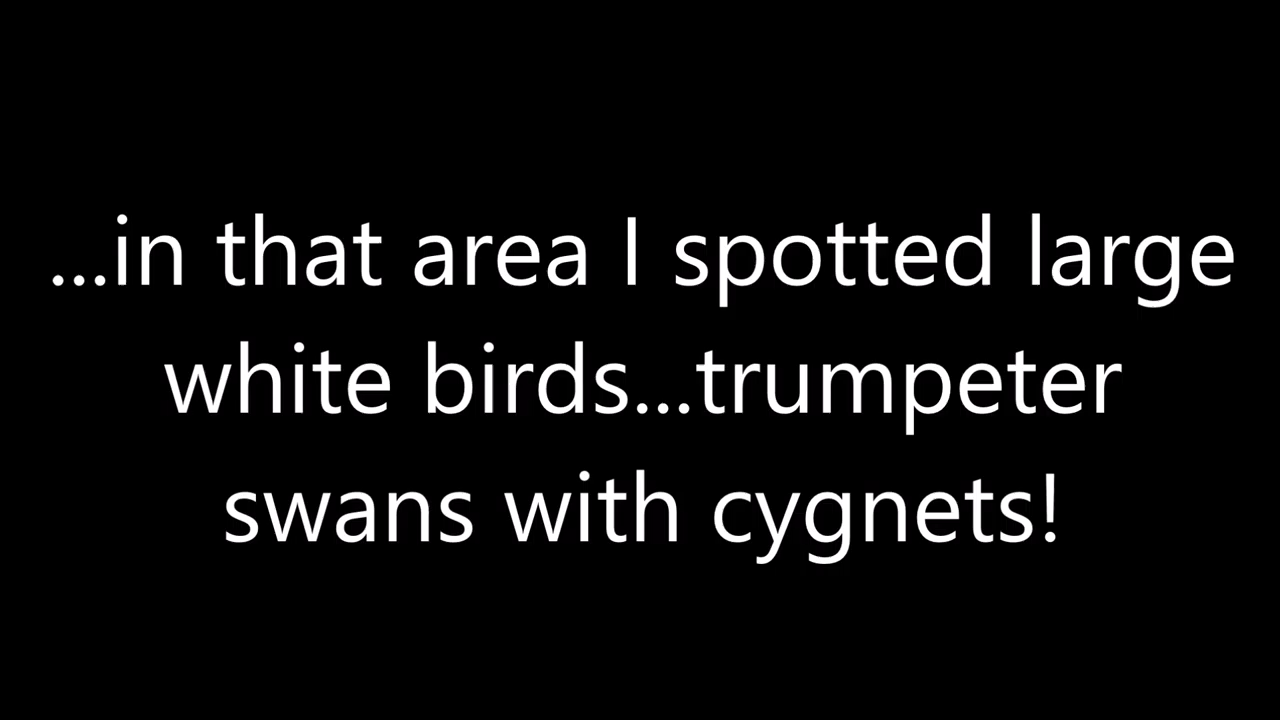 ...in that area I spotted large
white birds...trumpeter
swans with cygnets!